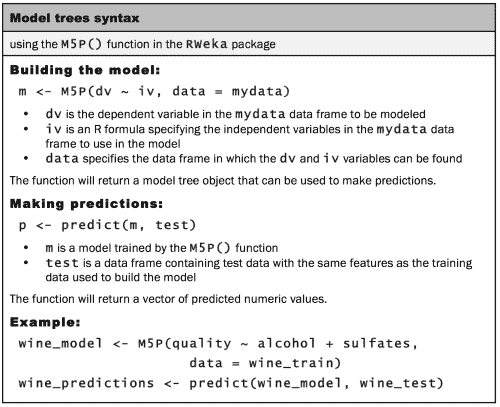 Model trees syntax
using the M5P() function in the RWeka package
Building the model:
m <- M5P(dv ~ iv, data = mydata)
• dv is the dependent variable in the mydata data frame to be modeled
• iv is an R formula specifying the independent variables in the mydata data
frame to use in the model
• data specifies the data frame in which the dv and iv variables can be found
The function will return a model tree object that can be used to make predictions.
Making predictions:
p <- predict(m, test)
• m is a model trained by the M5P() function
• test is a data frame containing test data with the same features as the training
data used to build the model
The function will return a vector of predicted numeric values.
Example:
wine_model <- M5P(quality ~ alcohol + sulfates,
data = wine_train)
wine_predictions <- predict(wine_model, wine_test)